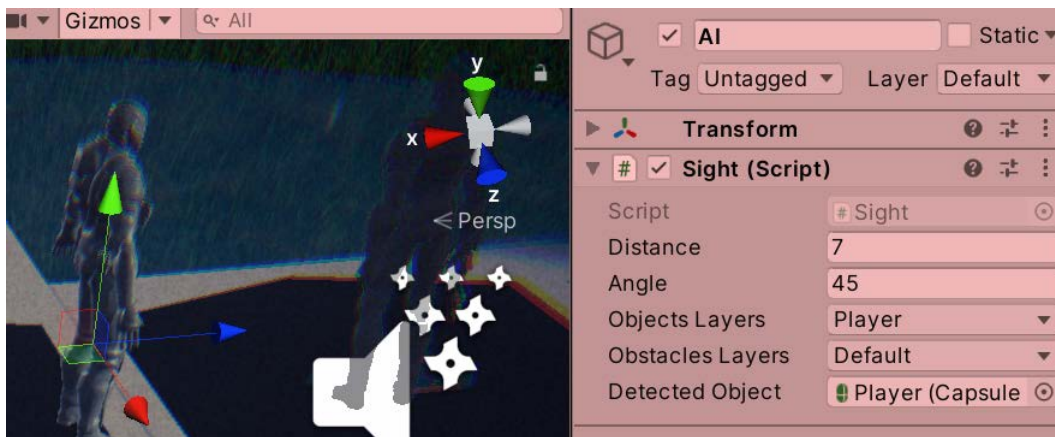 Gizmos
All
y
x
z
Persp
AI
Static
Tag Untagged Layer Default
Transform
# Sight (Script)
Script # Sight
Distance 7
Angle 45
Objects Layers Player
Obstacles Layers Default
Detected Object Player (Capsule